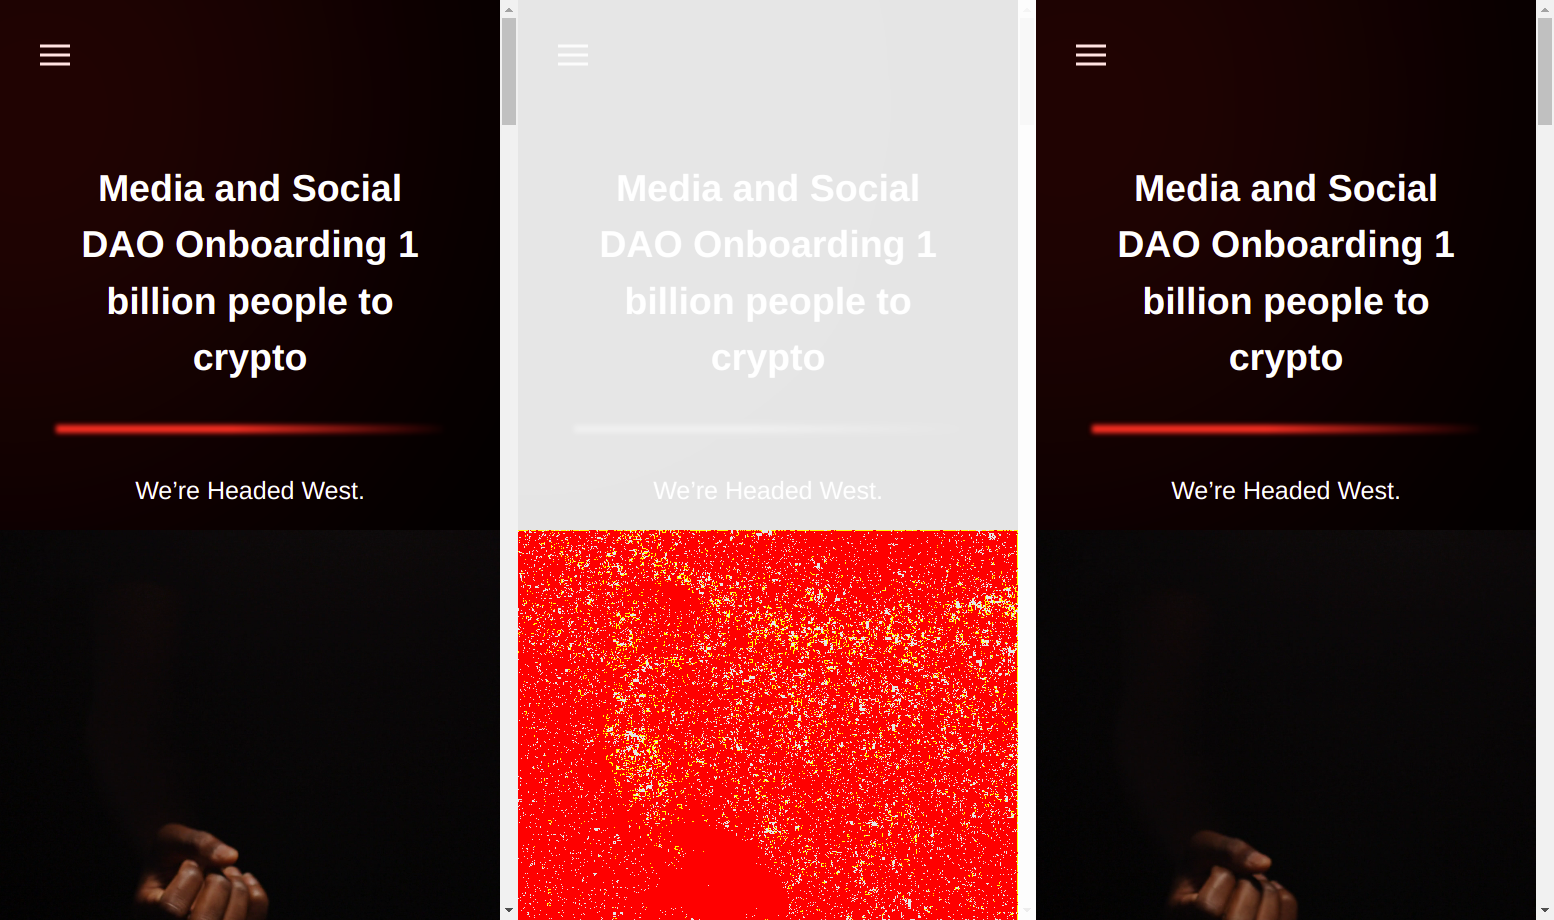 Media and Social
DAO Onboarding 1
billion people to
crypto
We’re Headed West.
Media and Social
DAO Onboarding 1
billion people to
crypto
We’re Headed West.
Media and Social
DAO Onboarding 1
billion people to
crypto
We’re Headed West.